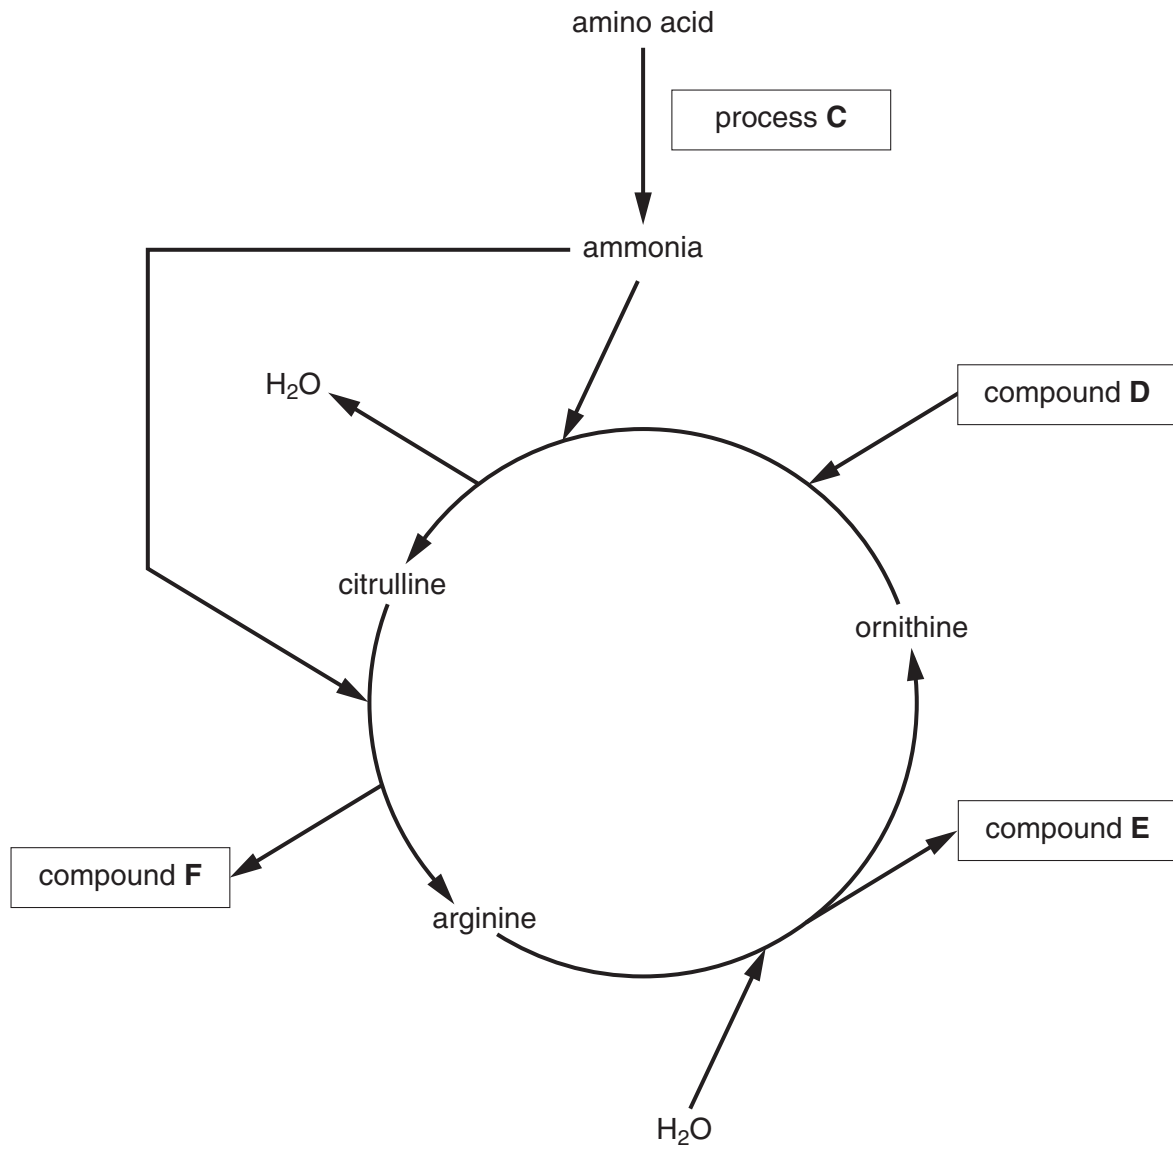 amino acid
process C
ammonia
H₂O
compound D
citrulline
ornithine
compound E
compound F
arginine
H₂O